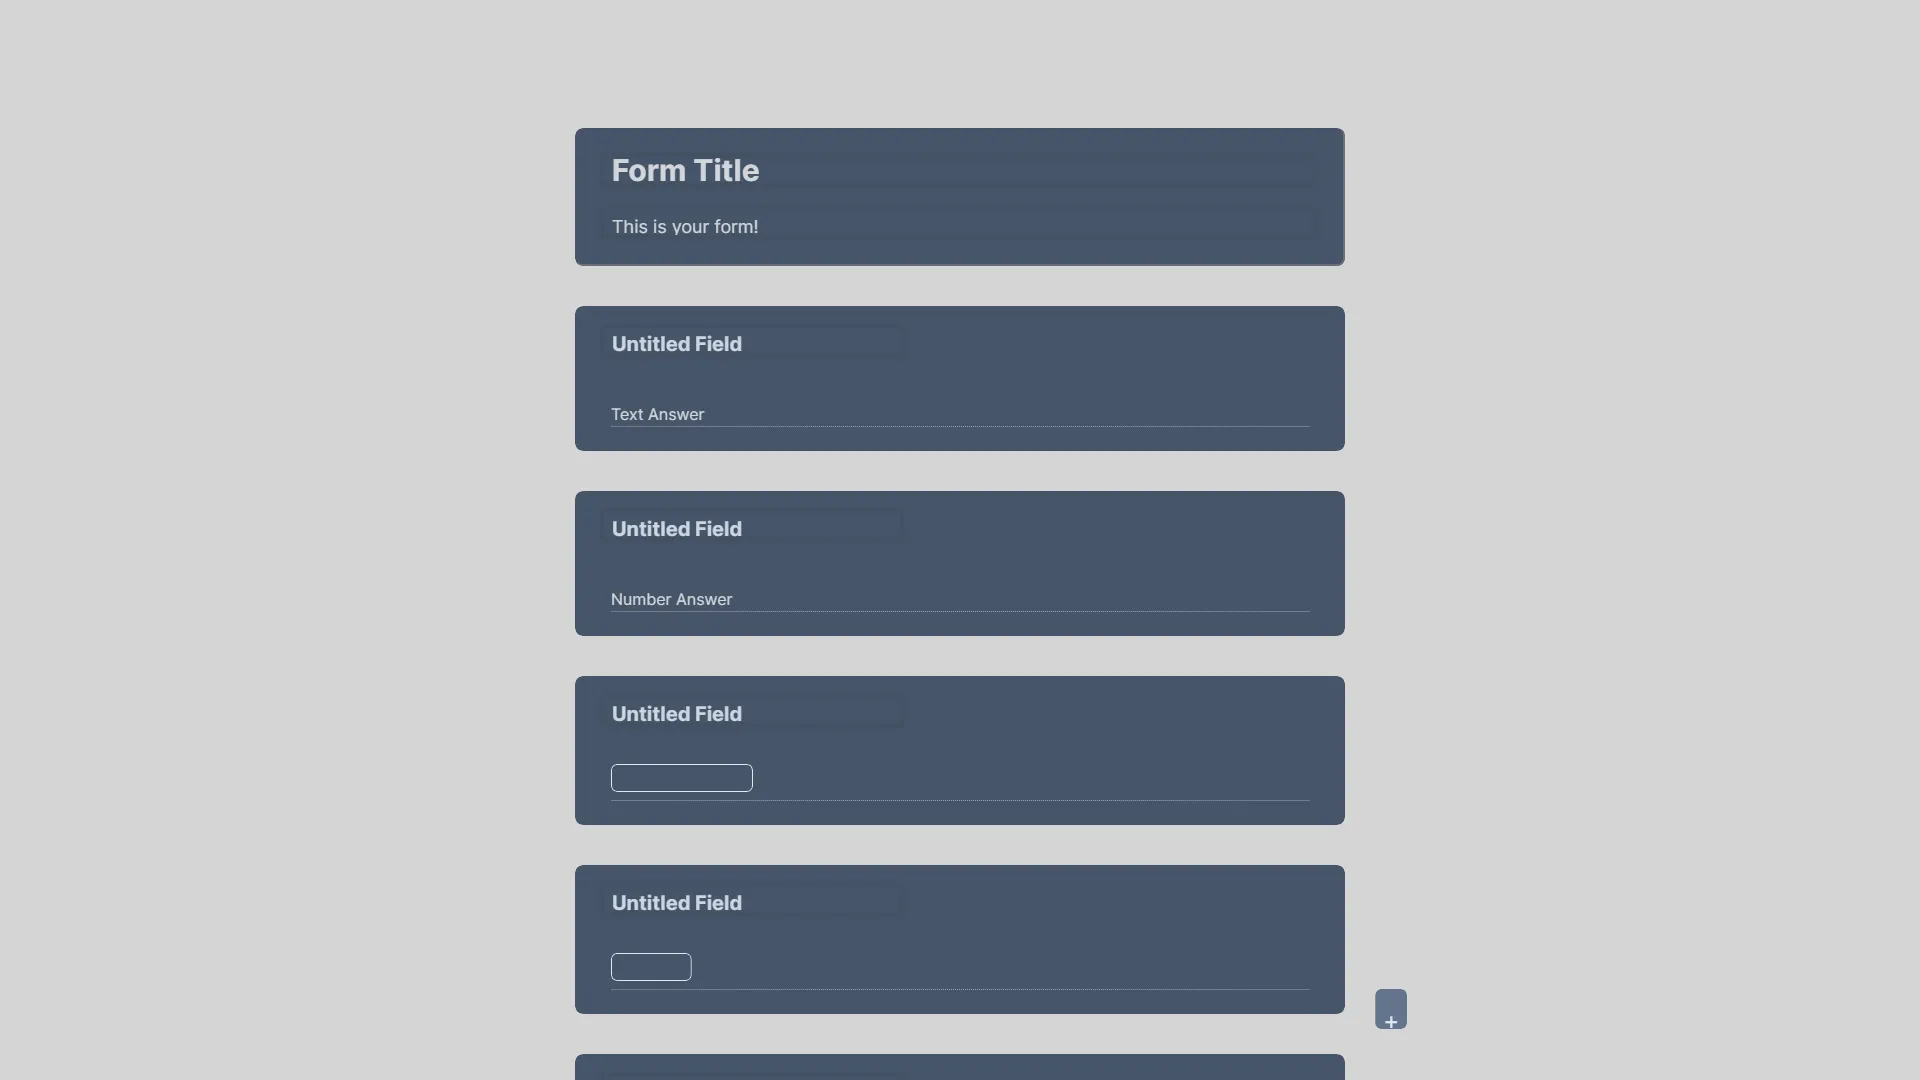 Form Title
This is your form!
Untitled Field
Text Answer
Untitled Field
Number Answer
Untitled Field
Untitled Field
+